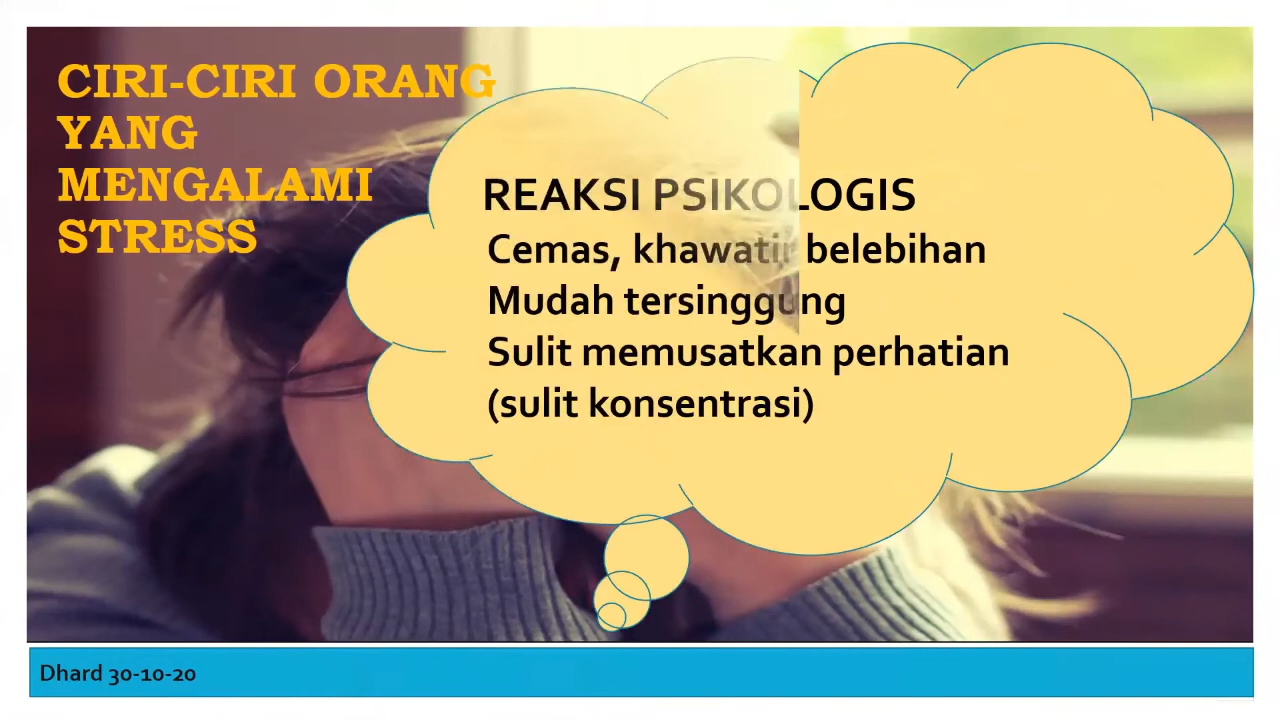 CIRI-CIRI ORANG
YANG
MENGALAMI
STRESS
REAKSI PSIKOLOGIS
Cemas, khawatir belebihan
Mudah tersinggung
Sulit memusatkan perhatian
(sulit konsentrasi)
Dhard 30-10-20